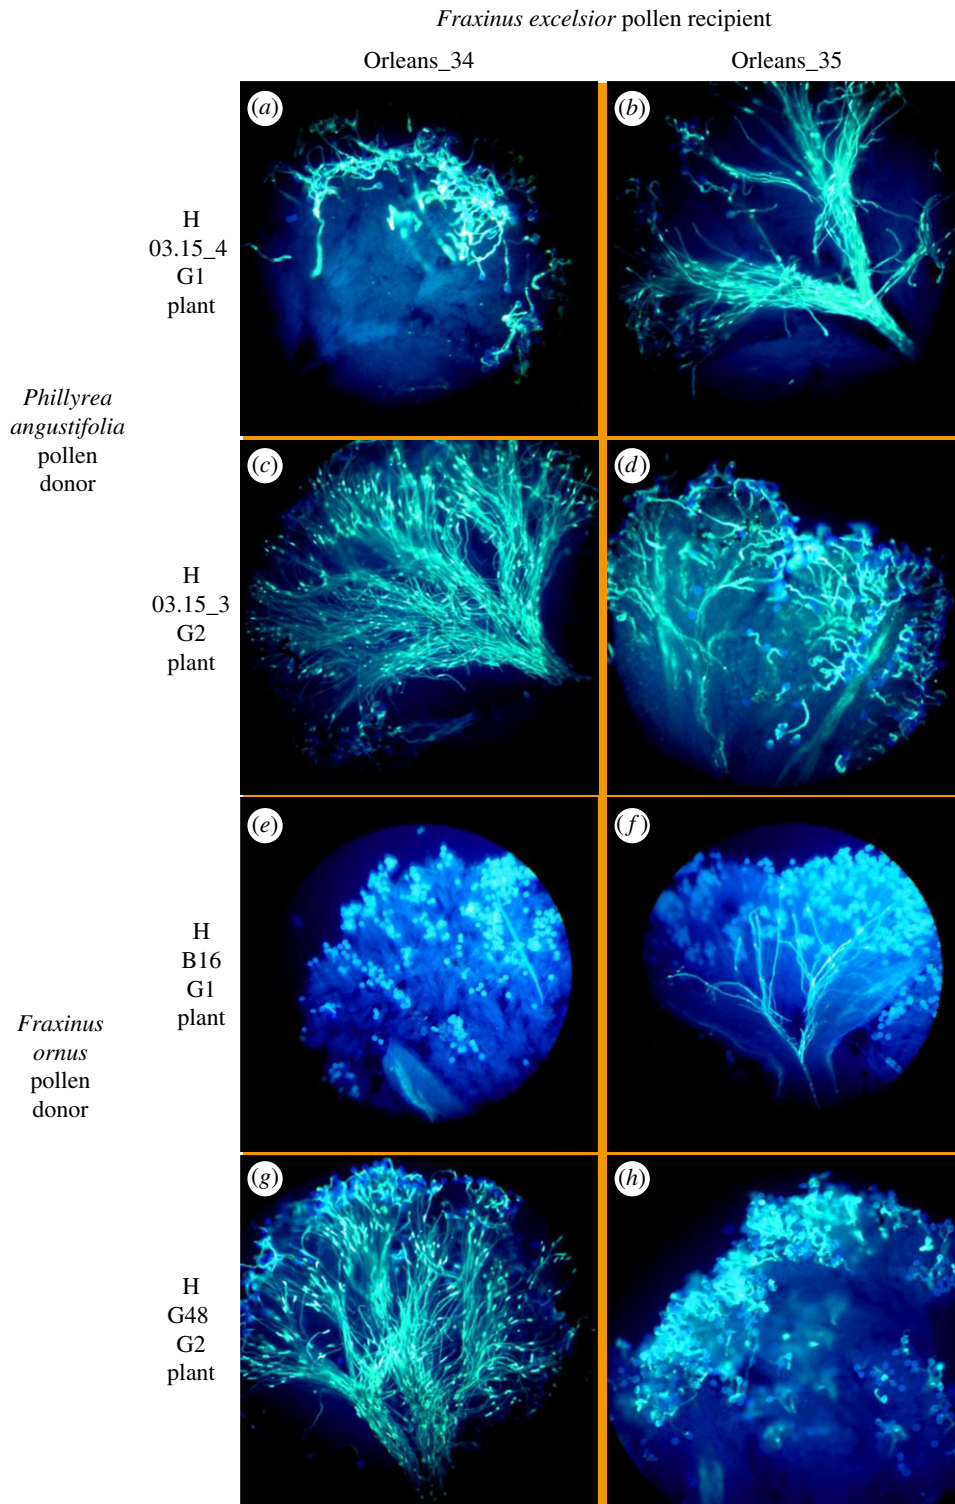 Fraxinus excelsior pollen recipient
Orleans_34
Orleans_35
(a)
(b)
H
03.15_4
G1
plant
Phillyrea
angustifolia
pollen
donor
(c)
(d)
H
03.15_3
G2
plant
(e)
(f)
H
B16
G1
plant
Fraxinus
ornus
pollen
donor
(g)
(h)
H
G48
G2
plant